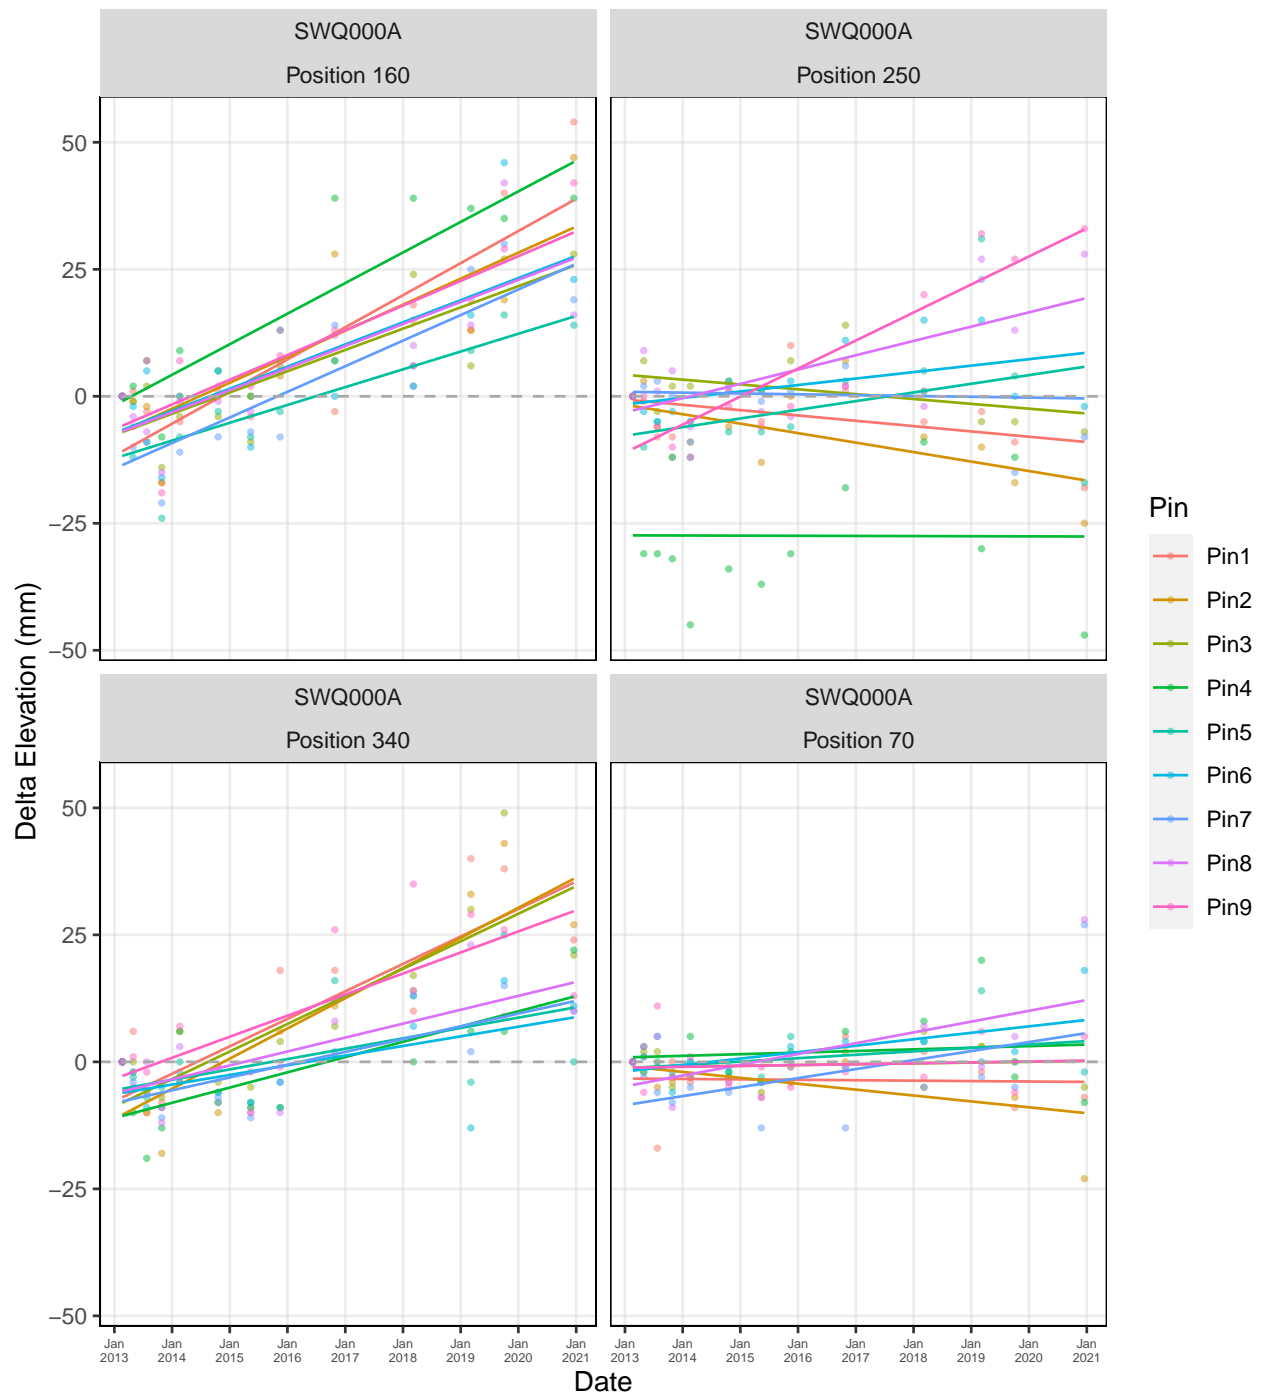 SWQ000A
SWQ000A
Position 160
Position 250
50
25
0
−25
−50
SWQ000A
SWQ000A
Position 340
Position 70
50
25
0
−25
−50
Delta Elevation (mm)
Jan Jan Jan Jan Jan Jan Jan Jan Jan
2013 2014 2015 2016 2017 2018 2019 2020 2021
Jan Jan Jan Jan Jan Jan Jan Jan Jan
2013 2014 2015 2016 2017 2018 2019 2020 2021
Date
Pin
Pin1
Pin2
Pin3
Pin4
Pin5
Pin6
Pin7
Pin8
Pin9